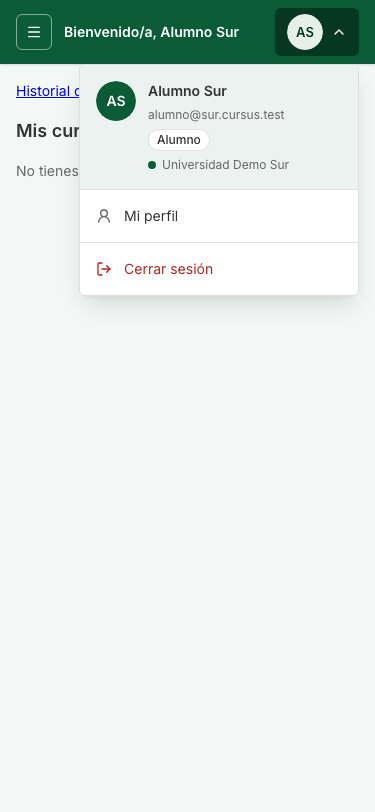 Bienvenido/a, Alumno Sur
AS
Historial
Mis cur
No tienes
AS
Alumno Sur
alumno@sur.cursus.test
Alumno
Universidad Demo Sur
Mi perfil
Cerrar sesión